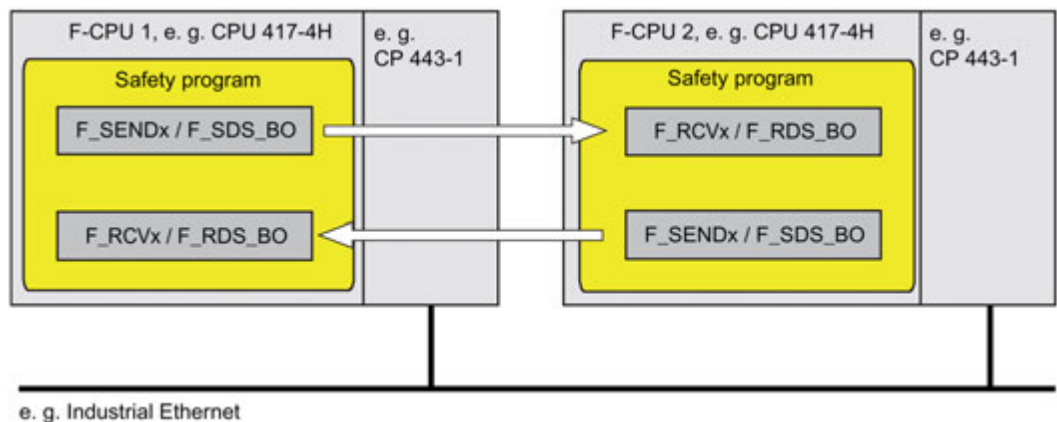 F-CPU 1, e. g. CPU 417-4H
e. g.
CP 443-1
Safety program
F_SENDx / F_SDS_BO
F_RCVx / F_RDS_BO
F-CPU 2, e. g. CPU 417-4H
e. g.
CP 443-1
Safety program
F_RCVx / F_RDS_BO
F_SENDx / F_SDS_BO
e. g. Industrial Ethernet